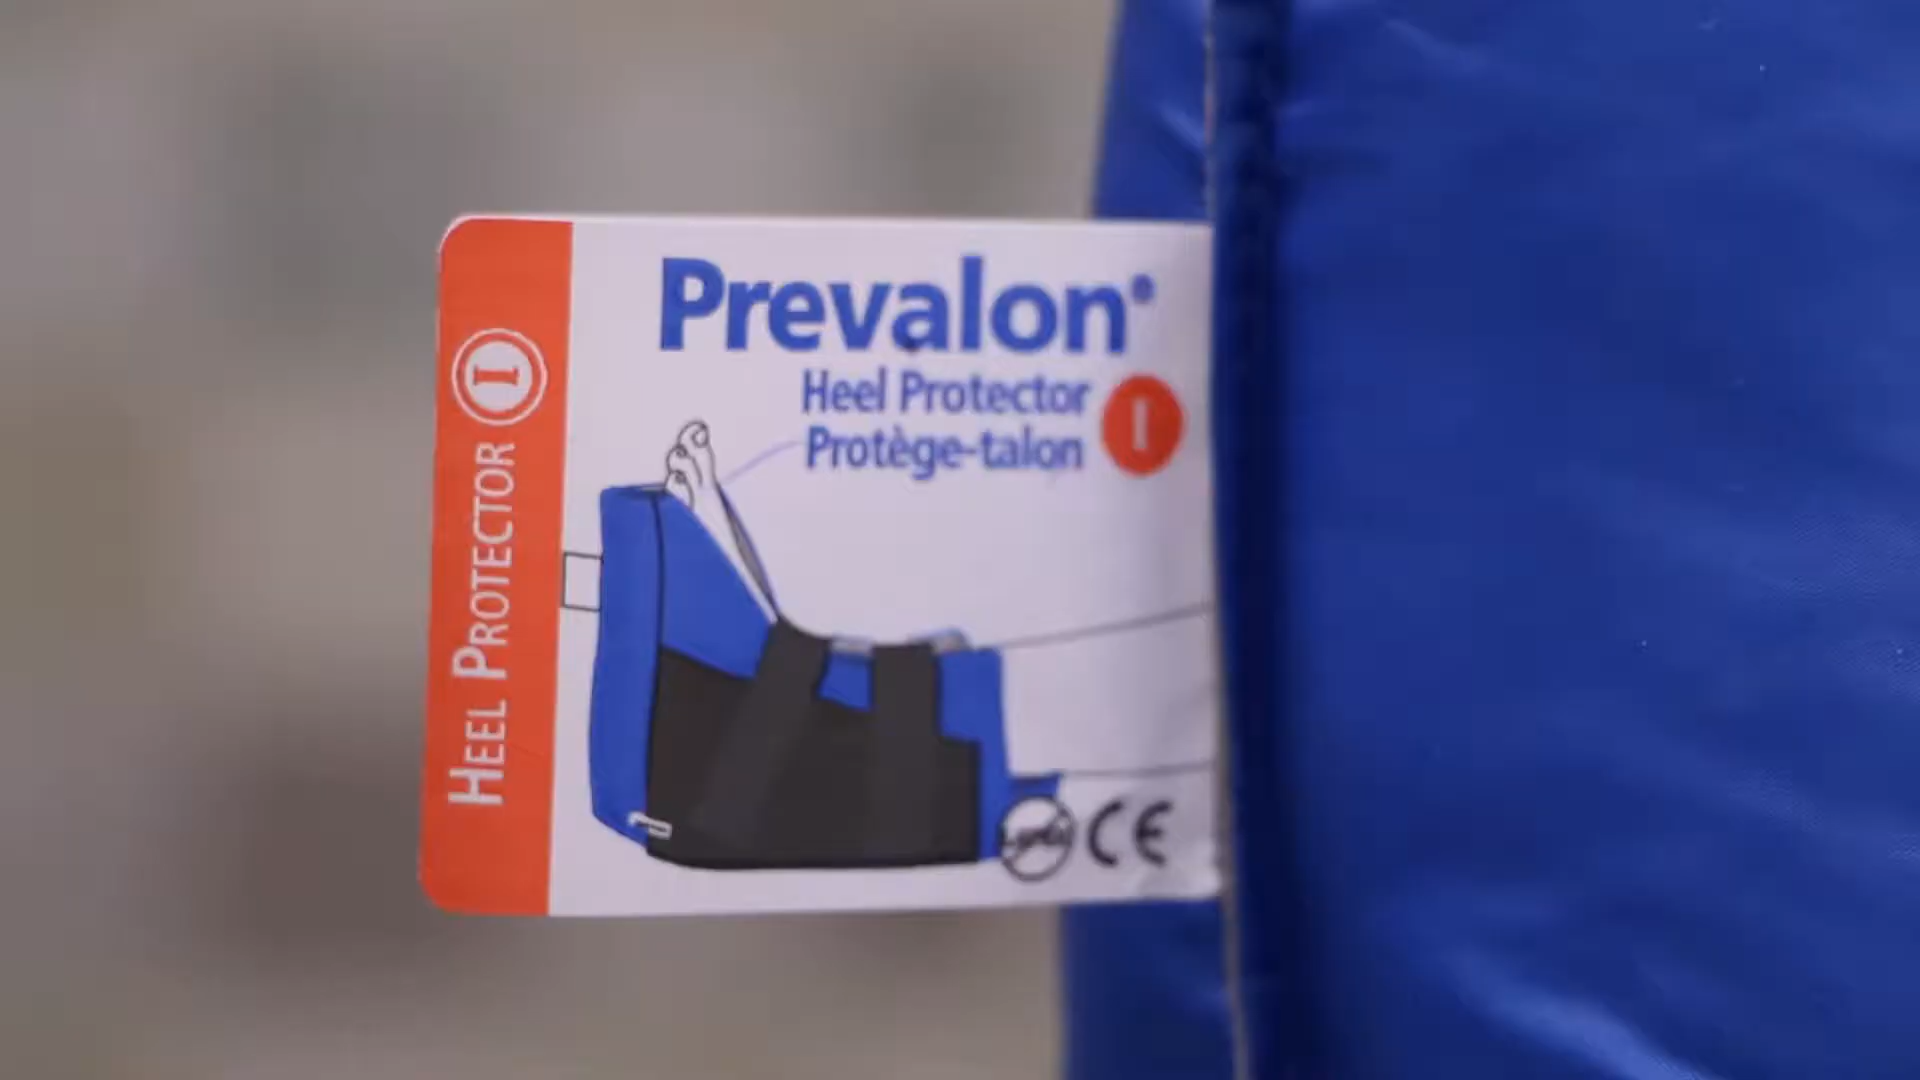 Prevalon®
Heel Protector
Protège-talon
I
HEEL PROTECTOR I
CE